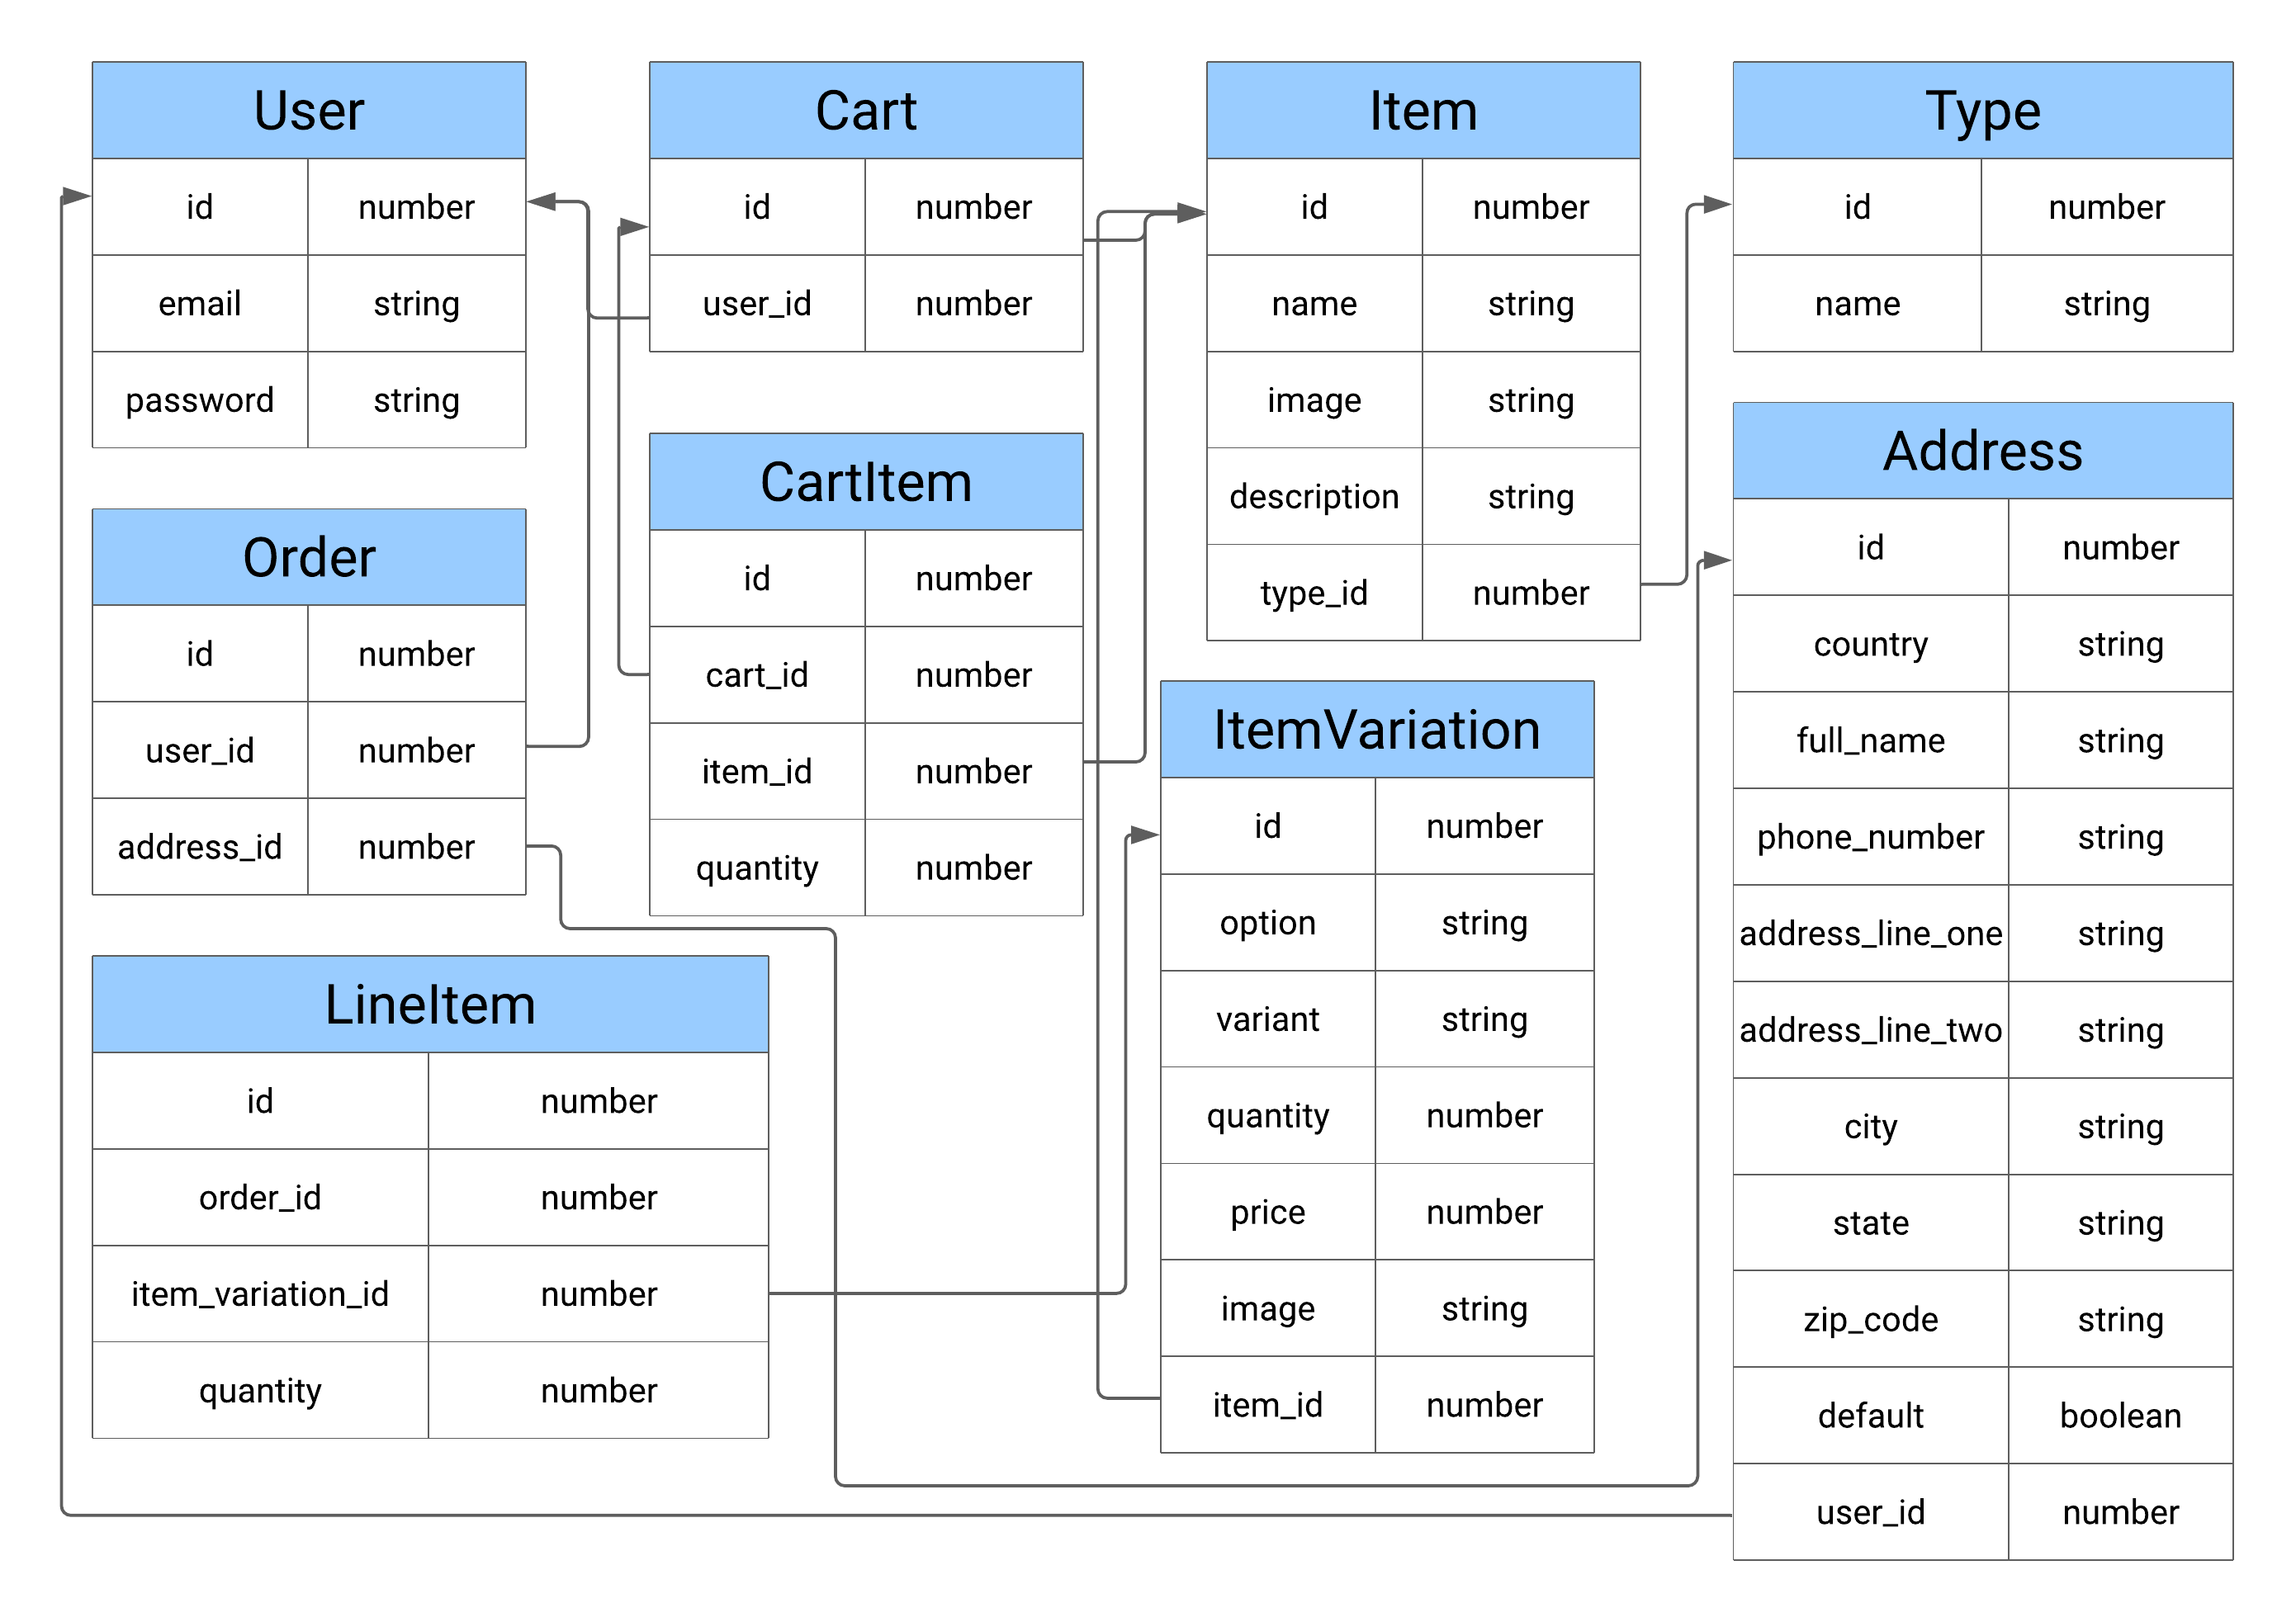 User
id number
email string
password string
Cart
id number
user_id number
Item
id number
name string
image string
description string
type_id number
Type
id number
name string
Order
id number
user_id number
address_id number
CartItem
id number
cart_id number
item_id number
quantity number
Address
id number
country string
full_name string
phone_number string
address_line_one string
address_line_two string
city string
state string
zip_code string
default boolean
user_id number
LineItem
id number
order_id number
item_variation_id number
quantity number
ItemVariation
id number
option string
variant string
quantity number
price number
image string
item_id number